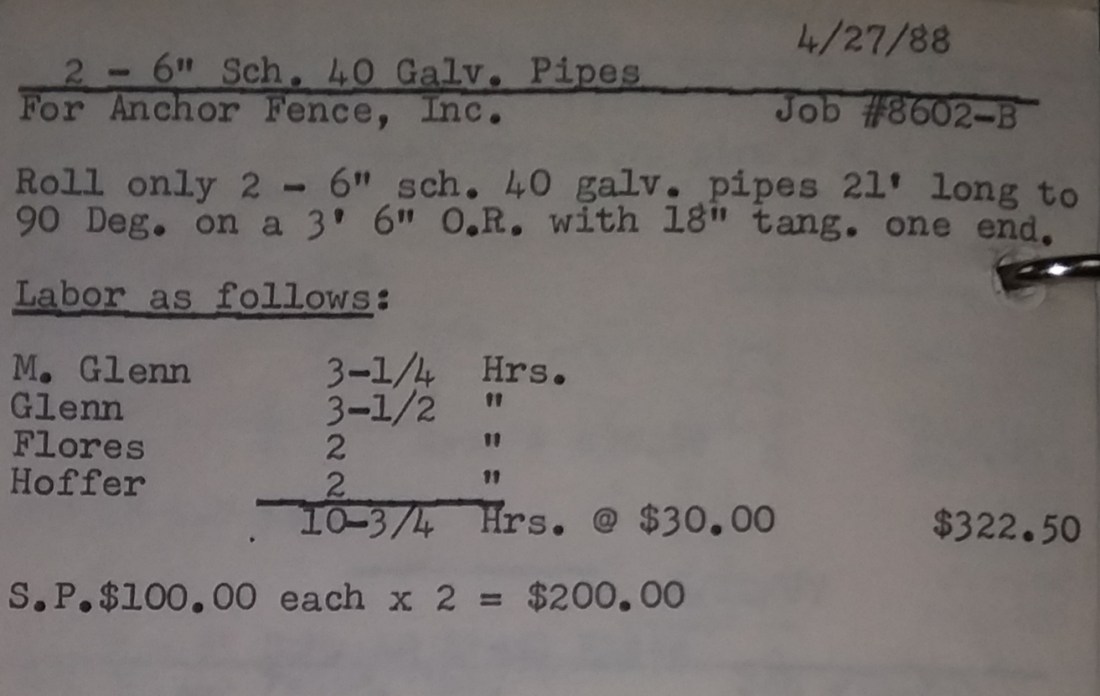 4/27/88
2 - 6" Sch. 40 Galv. Pipes
For Anchor Fence, Inc. Job #8602-B
Roll only 2 - 6" sch. 40 galv. pipes 21' long to
90 Deg. on a 3' 6" O.R. with 18" tang. one end.
Labor as follows:
M. Glenn 3-1/4 Hrs.
Glenn 3-1/2 "
Flores 2 "
Hoffer 2 "
10-3/4 Hrs. @ $30.00 $322.50
S.P.$100.00 each x 2 = $200.00